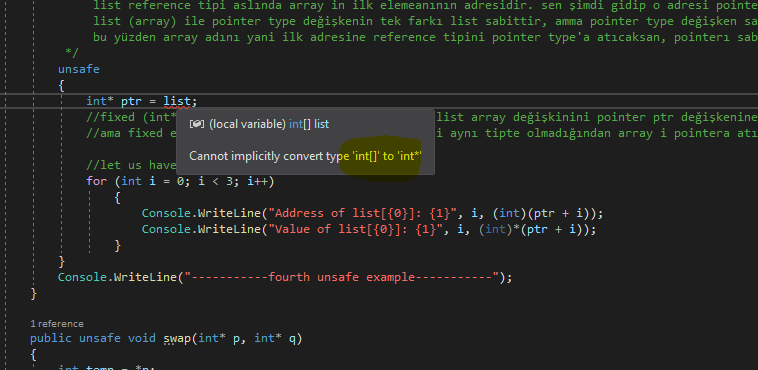 list reference tipi aslında array in ilk elemeanının adresidir. sen şimdi gidip o adresi pointe
list (array) ile pointer type değişkenin tek farkı list sabittir, amma pointer type değişken sa
bu yüzden array adını yani ilk adresine reference tipini pointer type'a atıcaksan, pointerı sab
*/
unsafe
{
int* ptr = list;
//fixed (int* list array değişkinini pointer ptr değişkenine
(local variable) int[] list
//ama fixed e i aynı tipte olmadığından array i pointera atı
Cannot implicitly convert type 'int[]' to 'int*'
//let us have
for (int i = 0; i < 3; i++)
{
Console.WriteLine("Address of list[{0}]: {1}", i, (int)(ptr + i));
Console.WriteLine("Value of list[{0}]: {1}", i, (int)*(ptr + i));
}
}
Console.WriteLine("-----------fourth unsafe example-----------");
}
1 reference
public unsafe void swap(int* p, int* q)
{
int temp = *p;